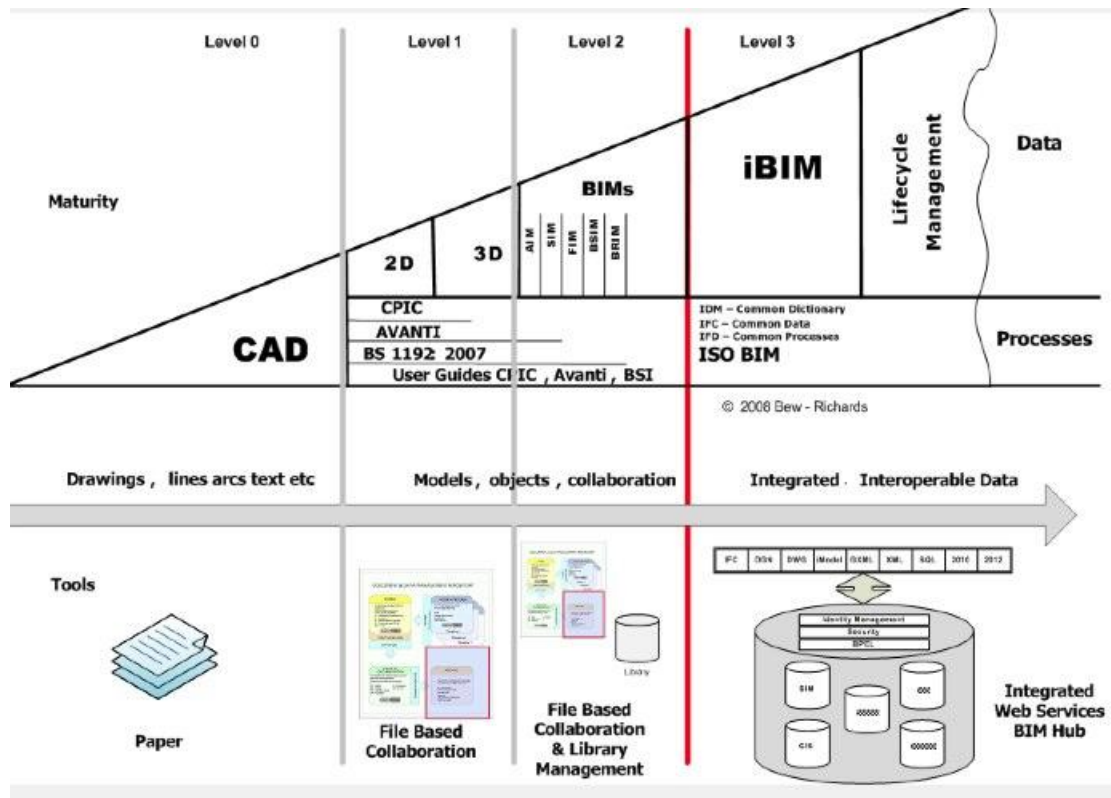 Level 0
Level 1
Level 2
Level 3
Maturity
CAD
2D
3D
BIMs
AIM
SIM
FIM
BSIM
BRIM
iBIM
Lifecycle
Management
Data
CPIC
AVANTI
BS 1192: 2007
User Guides CPIC , Avanti , BSI
IDM – Common Dictionary
IFC – Common Data
IFD – Common Processes
ISO BIM
Processes
© 2008 Bew - Richards
Drawings , lines arcs text etc
Models , objects , collaboration
Integrated . Interoperable Data
Tools
Paper
File Based
Collaboration
Library
File Based
Collaboration
& Library
Management
IFC
DGN
DWG
iModel
XML
SQL
2010
2012
Identity Management
Security
SIM
GIS
Integrated
Web Services
BIM Hub